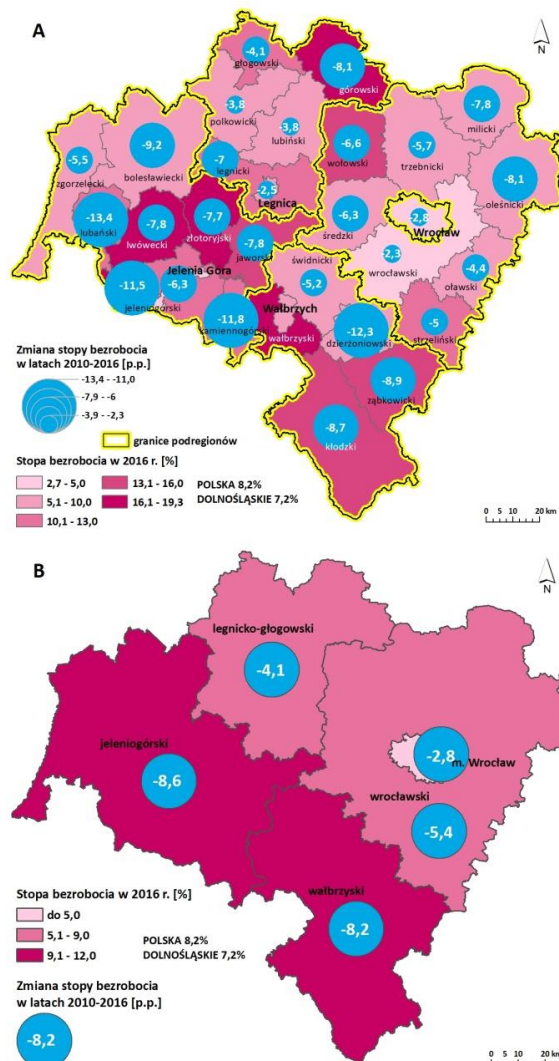 A
N
-4,1
głogowski
-8,1
górowski
-3,8
polkowicki
-3,8
lubiński
-7,8
milicki
-9,2
bolesławiecki
-5,5
zgorzelecki
-7
legnicki
-6,6
wołowski
-5,7
trzebnicki
-8,1
oleśnicki
-2,5
Legnica
-13,4
lubański
-7,8
lwówecki
-7,7
złotoryjski
-6,3
średzki
-2,8
Wrocław
-7,8
jaworski
-2,3
wrocławski
Jelenia Góra
-6,3
-11,5
jeleniogórski
świdnicki
-5,2
-4,4
oławski
-11,8
kamiennogórski
Wałbrzych
wałbrzyski
-12,3
dzierżoniowski
-5
strzeliński
-8,9
ząbkowicki
-8,7
kłodzki
Zmiana stopy bezrobocia
w latach 2010-2016 [p.p.]
-13,4 - -11,0
-7,9 - -6
-3,9 - -2,3
granice podregionów
Stopa bezrobocia w 2016 r. [%]
2,7 - 5,0
5,1 - 10,0
10,1 - 13,0
13,1 - 16,0
16,1 - 19,3
POLSKA 8,2%
DOLNOŚLĄSKIE 7,2%
0 5 10 20 km
B
N
legnicko-głogowski
-4,1
jeleniogórski
-8,6
-2,8
m. Wrocław
wrocławski
-5,4
wałbrzyski
-8,2
Stopa bezrobocia w 2016 r. [%]
do 5,0
5,1 - 9,0
9,1 - 12,0
POLSKA 8,2%
DOLNOŚLĄSKIE 7,2%
Zmiana stopy bezrobocia
w latach 2010-2016 [p.p.]
-8,2
0 5 10 20 km